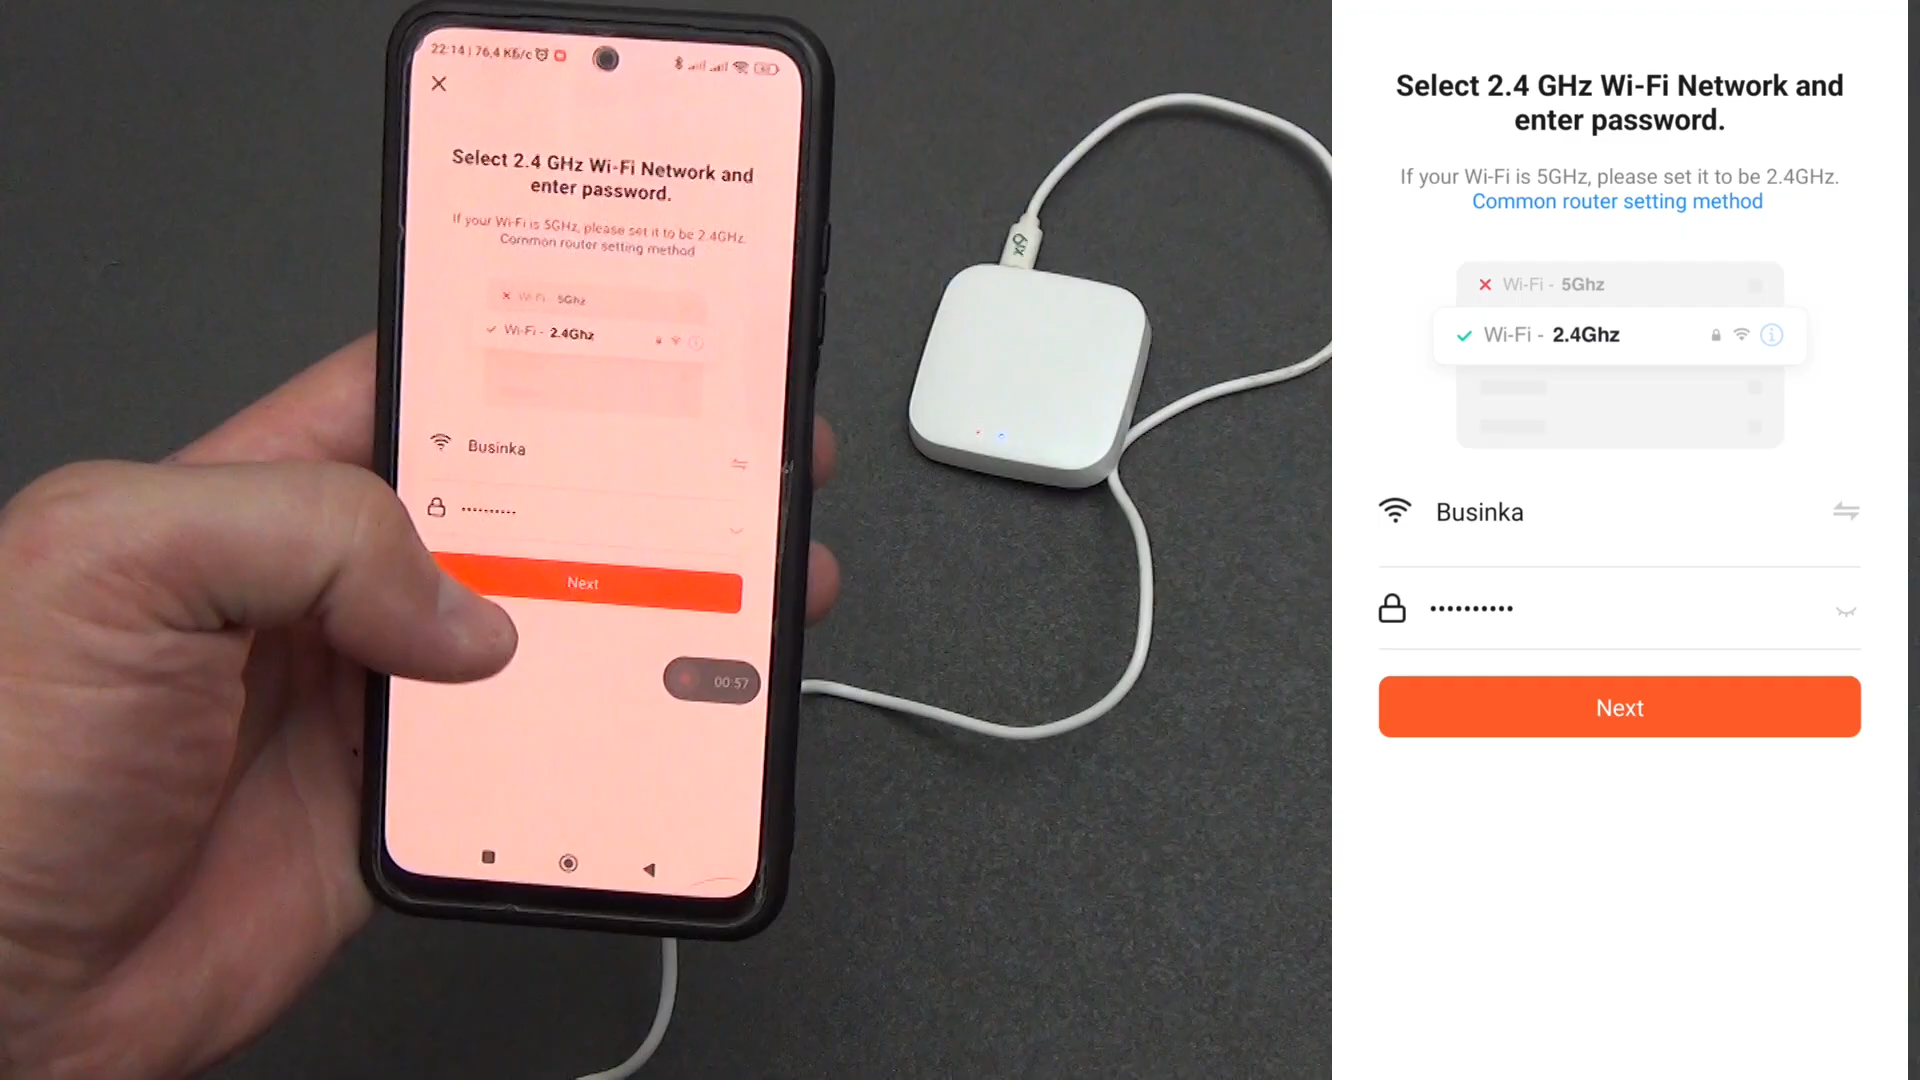 22:14 | 76,4 КБ/с
Select 2.4 GHz Wi-Fi Network and
enter password.
If your Wi-Fi is 5GHz, please set it to be 2.4GHz.
Common router setting method
Wi-Fi - 5Ghz
Wi-Fi - 2.4Ghz
Businka
••••••••••
Next
00:57
Select 2.4 GHz Wi-Fi Network and
enter password.
If your Wi-Fi is 5GHz, please set it to be 2.4GHz.
Common router setting method
Wi-Fi - 5Ghz
Wi-Fi - 2.4Ghz
Businka
••••••••••
Next